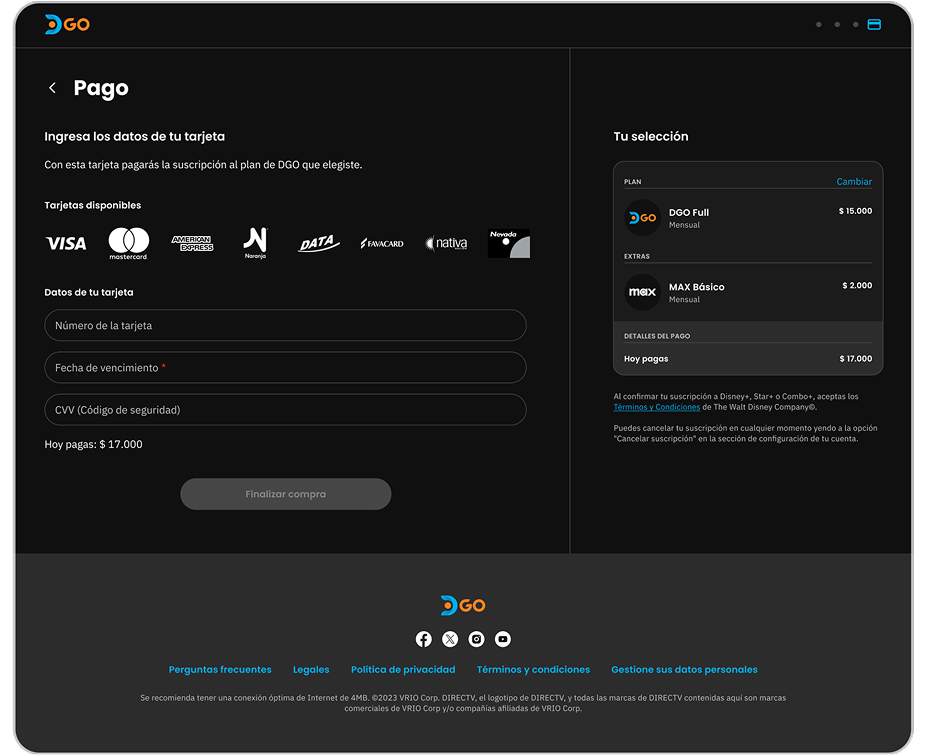 DGO
Pago
Ingresa los datos de tu tarjeta
Con esta tarjeta pagarás la suscripción al plan de DGO que elegiste.
Tarjetas disponibles
VISA
mastercard
AMERICAN
EXPRESS
N
Naranja
DATA
FAVACARD
nativa
Nevada
Datos de tu tarjeta
Número de la tarjeta
Fecha de vencimiento *
CVV (Código de seguridad)
Hoy pagas: $ 17.000
Finalizar compra
Tu selección
PLAN Cambiar
DGO
DGO Full $ 15.000
Mensual
EXTRAS
max
MAX Básico $ 2.000
Mensual
DETALLES DEL PAGO
Hoy pagas $ 17.000
Al confirmar tu suscripción a Disney+, Star+ o Combo+, aceptas los
Términos y Condiciones de The Walt Disney Company©.
Puedes cancelar tu suscripción en cualquier momento yendo a la opción
"Cancelar suscripción" en la sección de configuración de tu cuenta.
DGO
Perguntas frecuentes Legales Política de privacidad Términos y condiciones Gestione sus datos personales
Se recomienda tener una conexión óptima de Internet de 4MB. ©2023 VRIO Corp. DIRECTV, el logotipo de DIRECTV, y todas las marcas de DIRECTV contenidas aquí son marcas
comerciales de VRIO Corp y/o compañías afiliadas de VRIO Corp.